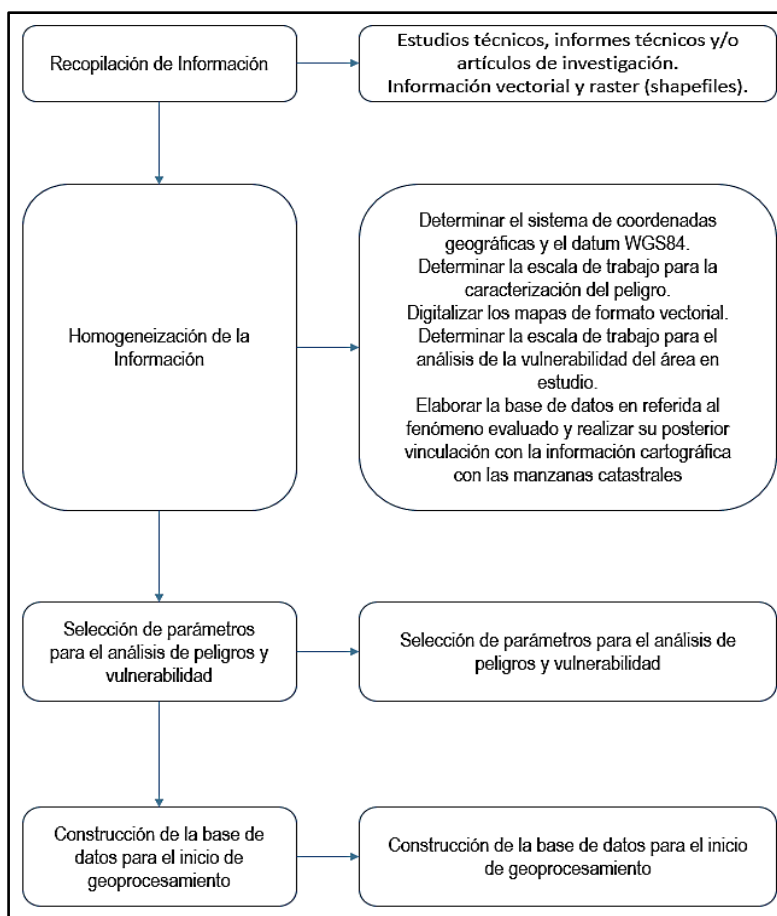 Recopilación de Información
Estudios técnicos, informes técnicos y/o
artículos de investigación.
Información vectorial y raster (shapefiles).
Homogeneización de la
Información
Determinar el sistema de coordenadas
geográficas y el datum WGS84.
Determinar la escala de trabajo para la
caracterización del peligro.
Digitalizar los mapas de formato vectorial.
Determinar la escala de trabajo para el
análisis de la vulnerabilidad del área en
estudio.
Elaborar la base de datos en referida al
fenómeno evaluado y realizar su posterior
vinculación con la información cartográfica
con las manzanas catastrales
Selección de parámetros
para el análisis de peligros y
vulnerabilidad
Selección de parámetros para el análisis de
peligros y vulnerabilidad
Construcción de la base de
datos para el inicio de
geoprocesamiento
Construcción de la base de datos para el inicio
de geoprocesamiento